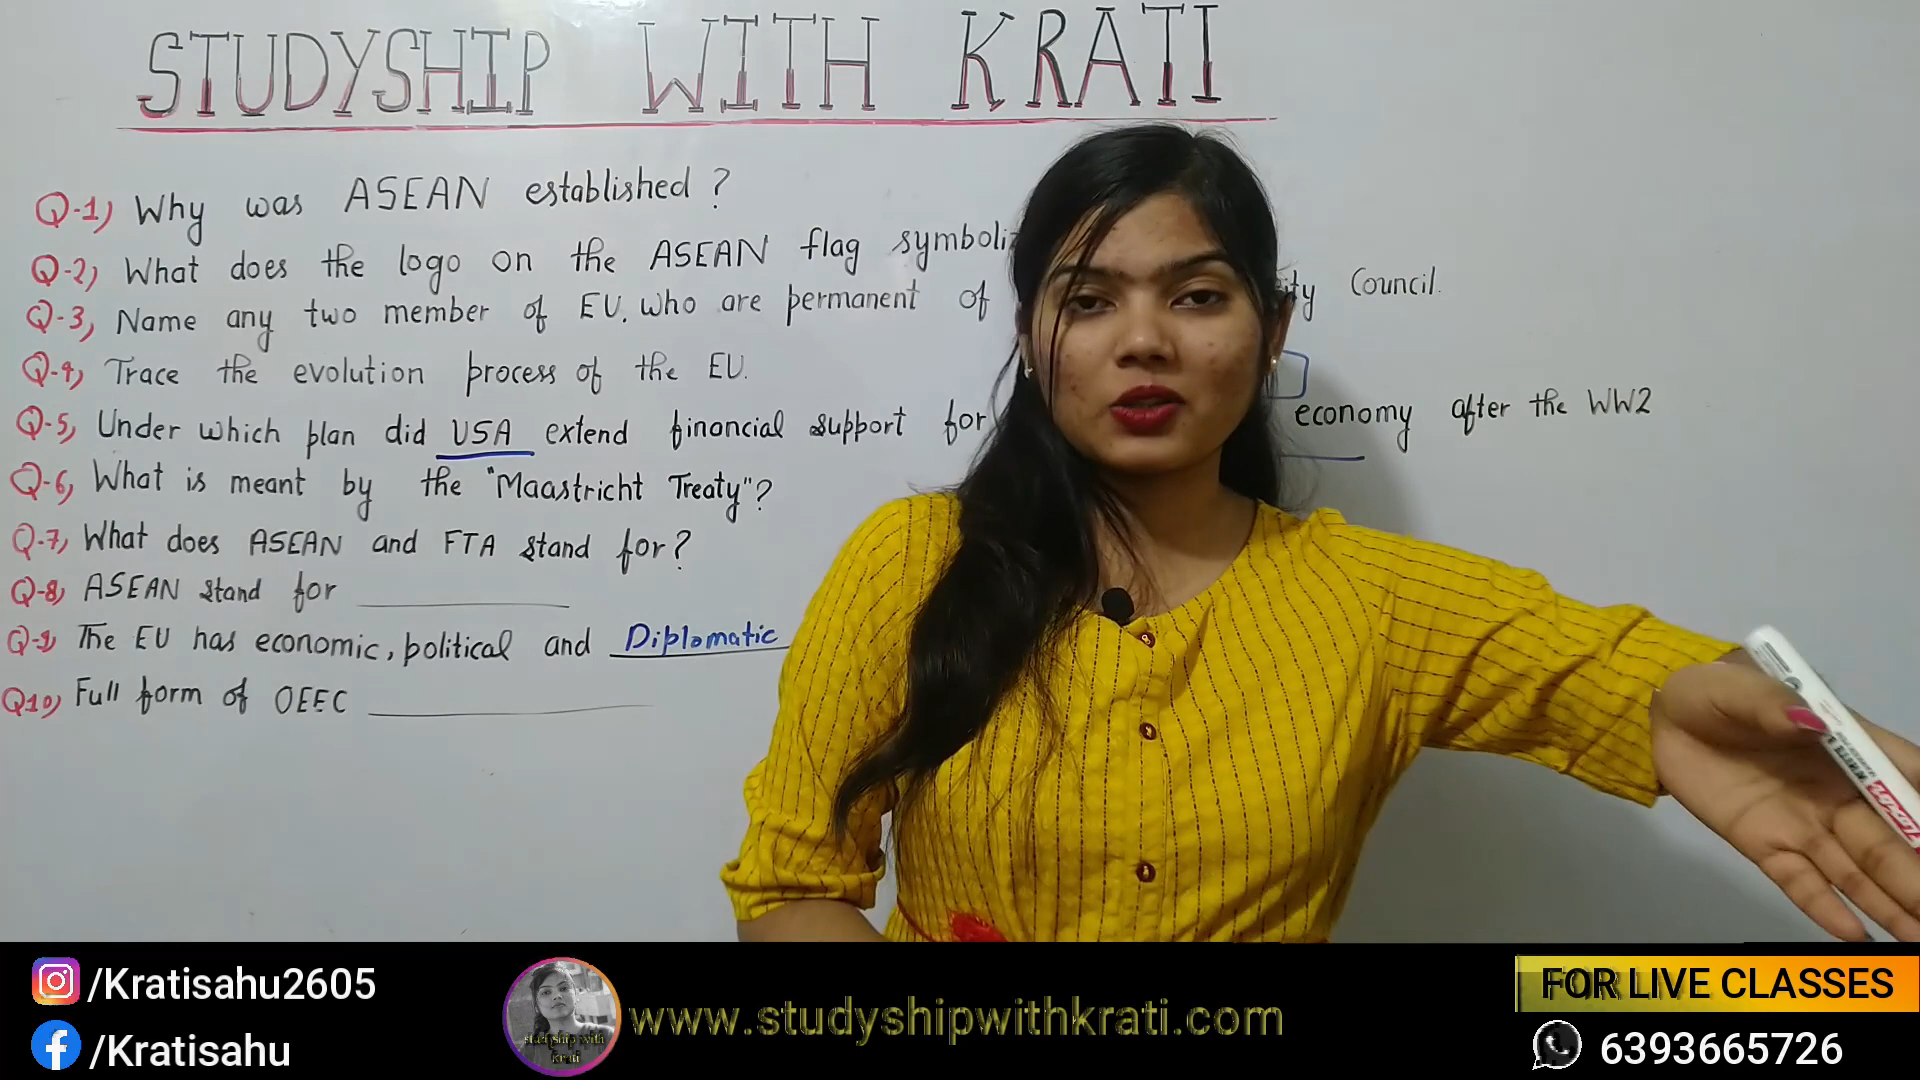 STUDYSHIP WITH KRATI
Q-1) Why was ASEAN established ?
Q-2) What does the logo on the ASEAN flag
Q-3, Name any two member of EU. who are permanent of Council.
Q-4) Trace the evolution process of the EU.
Q-5, Under which plan did USA extend financial support for economy after the WW2
Q-6, What is meant by the "Maastricht Treaty"?
Q-7, What does ASEAN and FTA stand for?
Q-8) ASEAN stand for
Q-9) The EU has economic, political and Diplomatic
Q10) Full form of OEEC
/Kratisahu2605
/Kratisahu
studyship with
krati
www.studyshipwithkrati.com
FOR LIVE CLASSES
6393665726